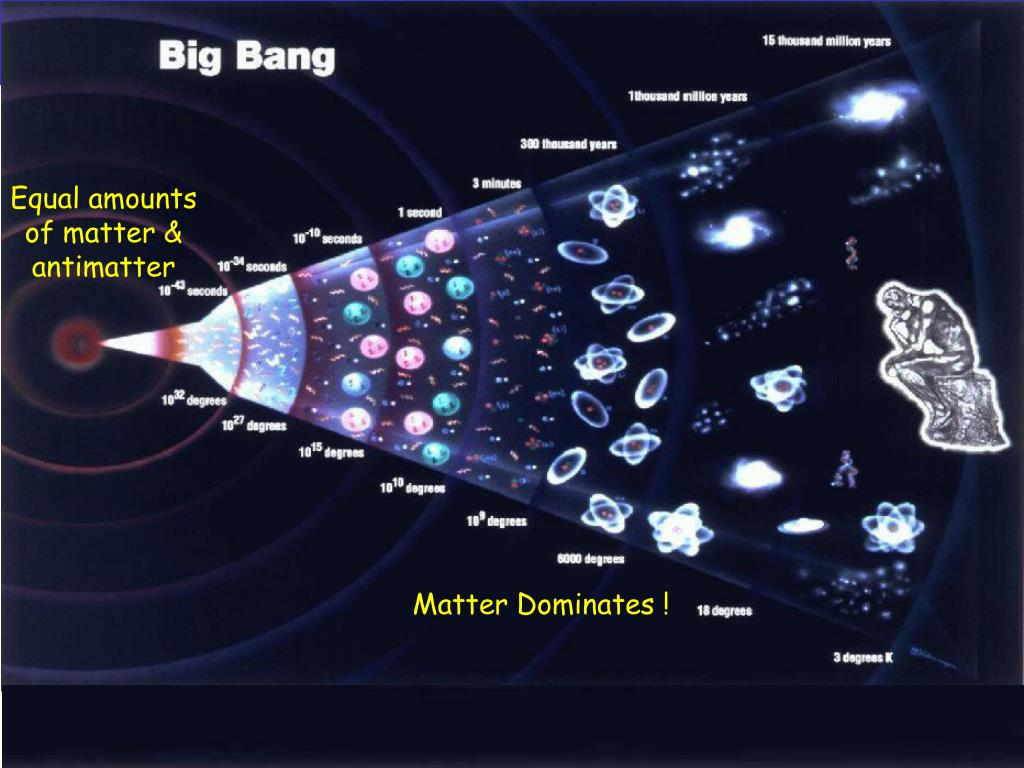 Big Bang
15 thousand million years
1thousand million years
300 thousand years
3 minutes
1 second
10⁻¹⁰ seconds
10⁻³⁴ seconds
10⁻⁴³ seconds
Equal amounts
of matter &
antimatter
10³² degrees
10²⁷ degrees
10¹⁵ degrees
10¹⁰ degrees
10⁹ degrees
6000 degrees
Matter Dominates !
18 degrees
3 degrees K